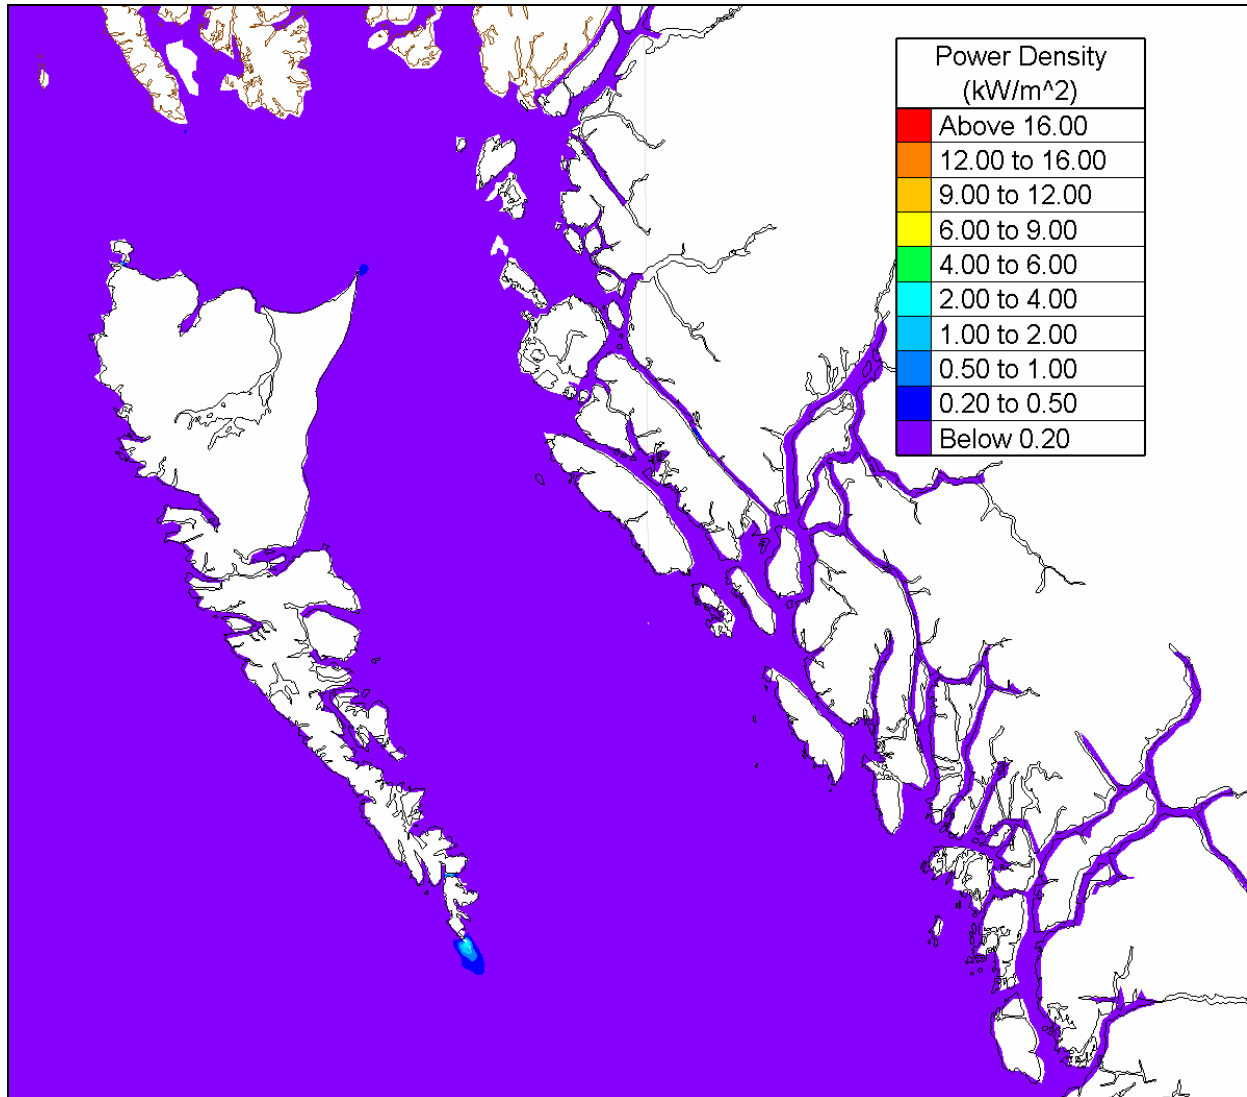 Power Density
(kW/m^2)
Above 16.00
12.00 to 16.00
9.00 to 12.00
6.00 to 9.00
4.00 to 6.00
2.00 to 4.00
1.00 to 2.00
0.50 to 1.00
0.20 to 0.50
Below 0.20